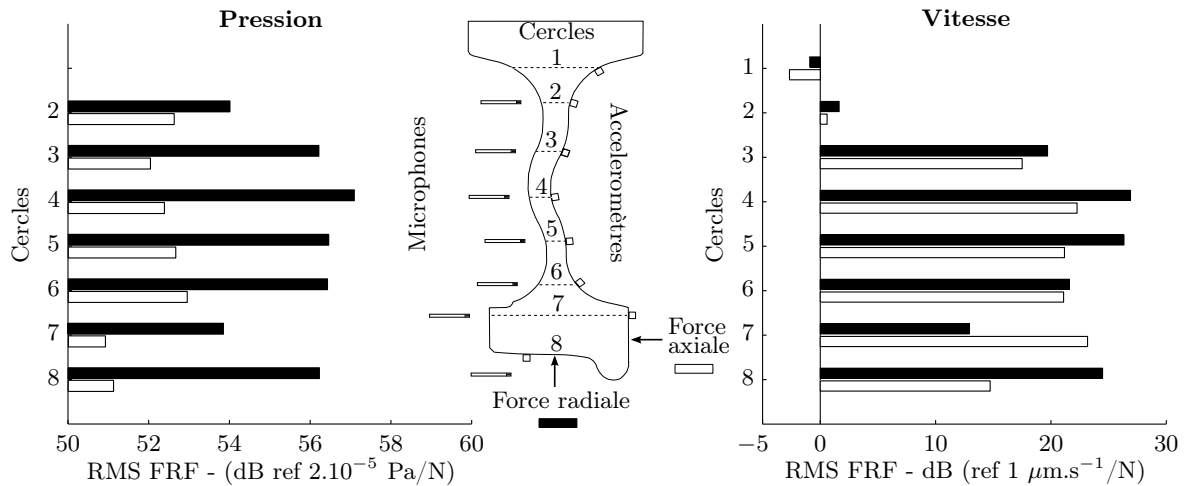 Pression
Vitesse
Cercles
1
2
3
4
5
6
7
8
Microphones
Acceleromètres
Force
axiale
Force radiale
2
3
4
5
6
7
8
Cercles
50
52
54
56
58
60
RMS FRF - (dB ref 2.10⁻⁵ Pa/N)
1
2
3
4
5
6
7
8
Cercles
−5
0
10
20
30
RMS FRF - dB (ref 1 μm.s⁻¹/N)